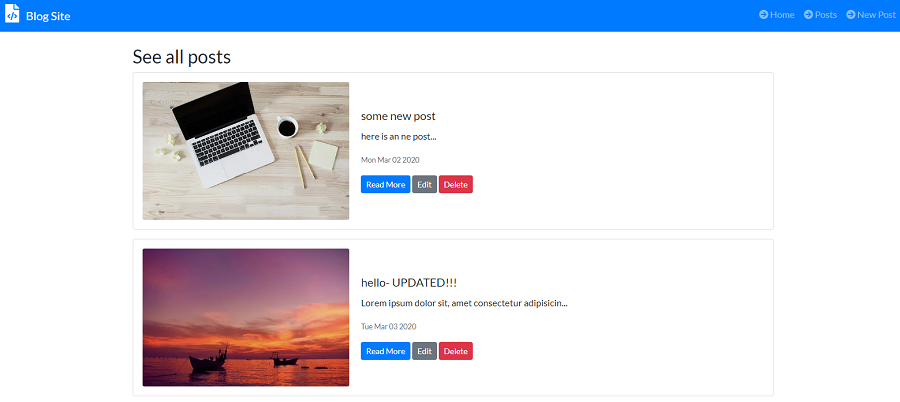 Blog Site
Home Posts New Post
See all posts
some new post
here is an ne post...
Mon Mar 02 2020
Read More Edit Delete
hello- UPDATED!!!
Lorem ipsum dolor sit, amet consectetur adipisicin...
Tue Mar 03 2020
Read More Edit Delete